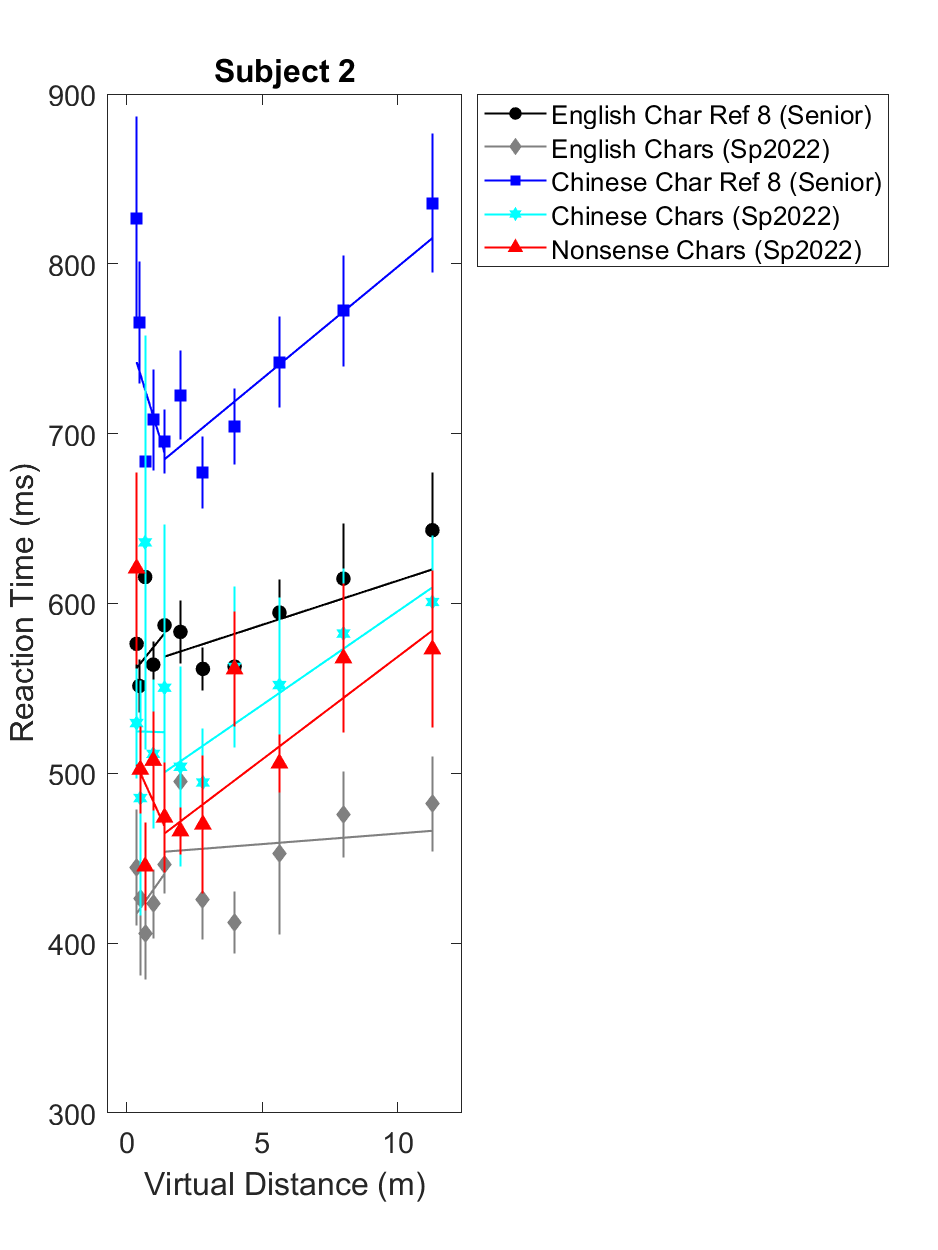 Subject 2
900
800
700
600
500
400
300
0
5
10
Reaction Time (ms)
Virtual Distance (m)
English Char Ref 8 (Senior)
English Chars (Sp2022)
Chinese Char Ref 8 (Senior)
Chinese Chars (Sp2022)
Nonsense Chars (Sp2022)